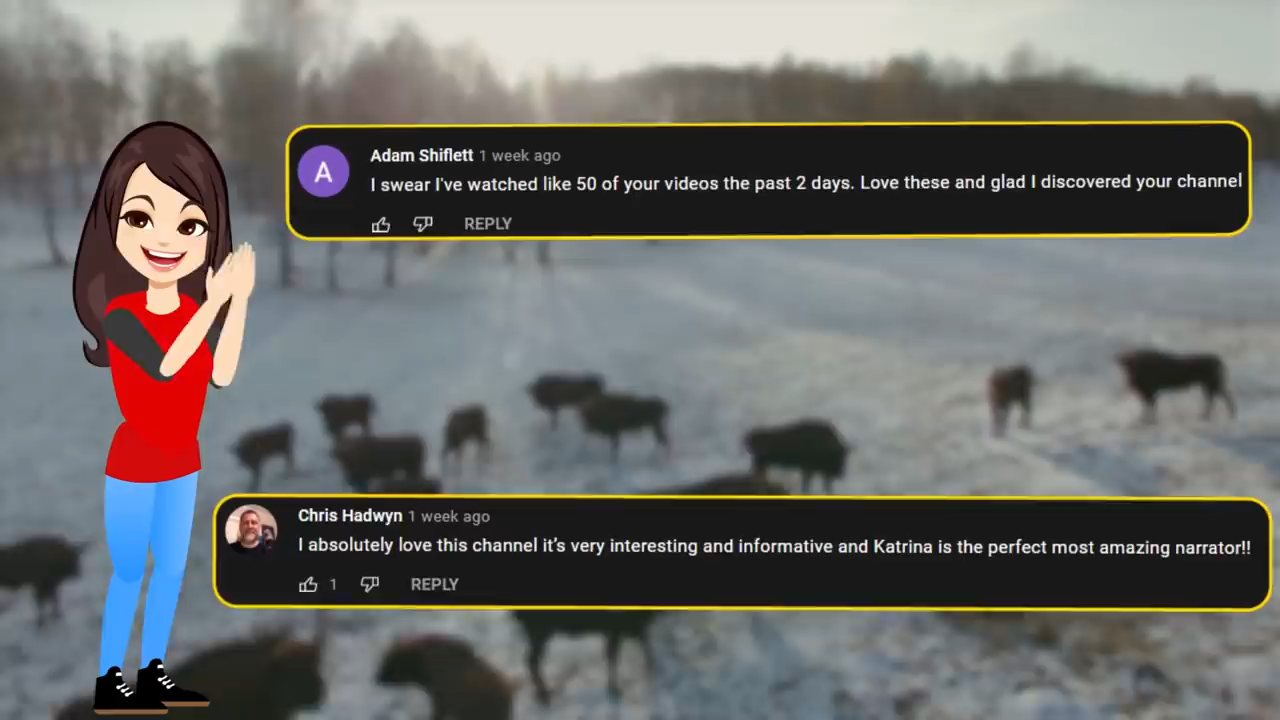 Adam Shiflett 1 week ago
A
I swear I've watched like 50 of your videos the past 2 days. Love these and glad I discovered your channel
REPLY
Chris Hadwyn 1 week ago
I absolutely love this channel it's very interesting and informative and Katrina is the perfect most amazing narrator!!
1 REPLY